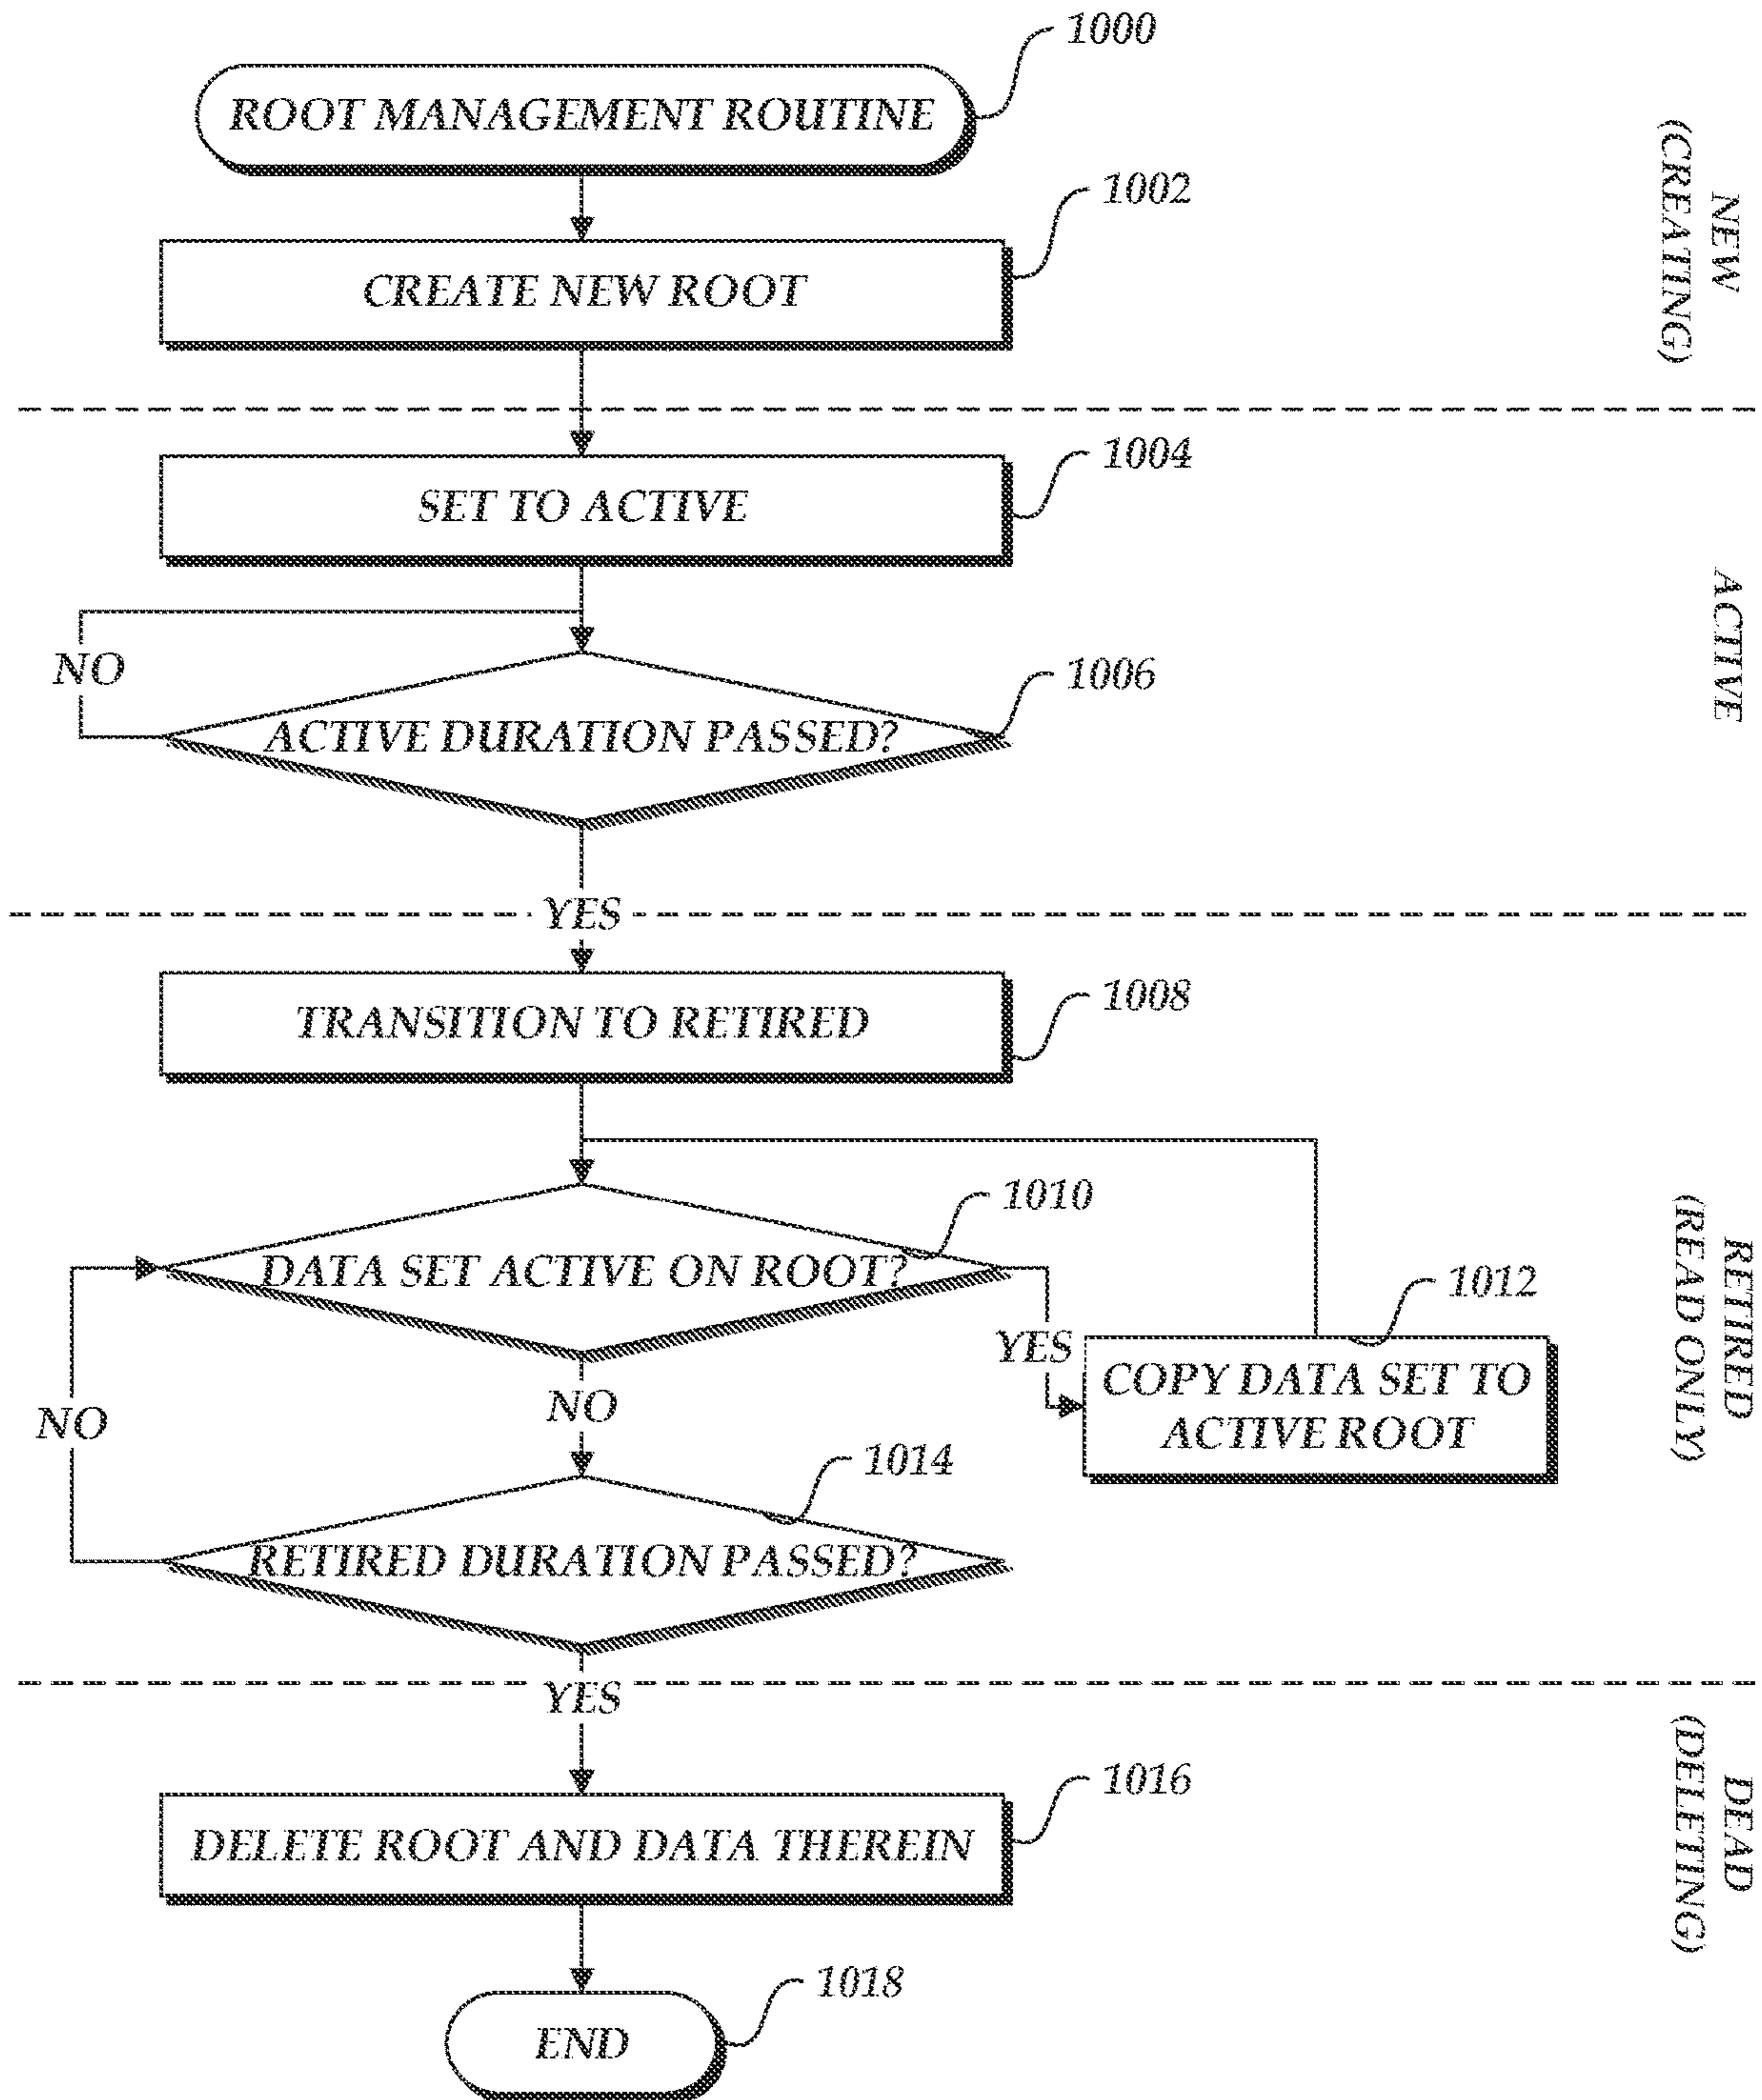 1000
ROOT MANAGEMENT ROUTINE
1002
CREATE NEW ROOT
NEW
(CREATING)
1004
SET TO ACTIVE
NO
1006
ACTIVE DURATION PASSED?
ACTIVE
YES
1008
TRANSITION TO RETIRED
1010
DATA SET ACTIVE ON ROOT?
1012
YES
COPY DATA SET TO
ACTIVE ROOT
NO
NO
1014
RETIRED DURATION PASSED?
RETIRED
(READ ONLY)
YES
1016
DELETE ROOT AND DATA THEREIN
DEAD
(DELETING)
1018
END